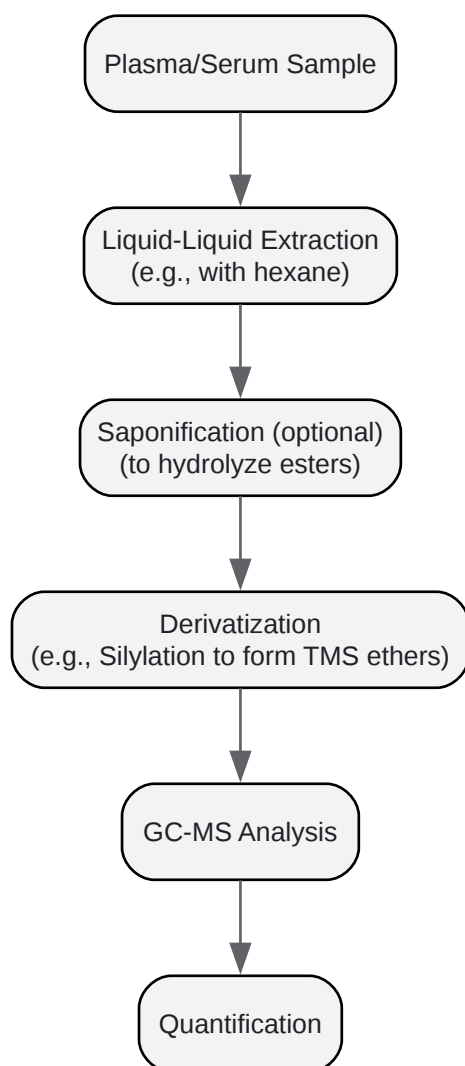 Plasma/Serum Sample
Liquid-Liquid Extraction
(e.g., with hexane)
Saponification (optional)
(to hydrolyze esters)
Derivatization
(e.g., Silylation to form TMS ethers)
GC-MS Analysis
Quantification